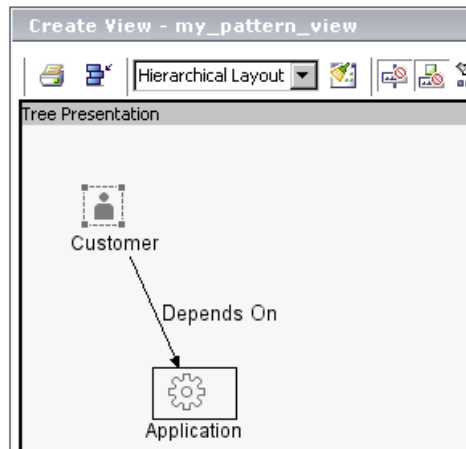 Create View - my_pattern_view
Hierarchical Layout
Tree Presentation
Customer
Depends On
Application